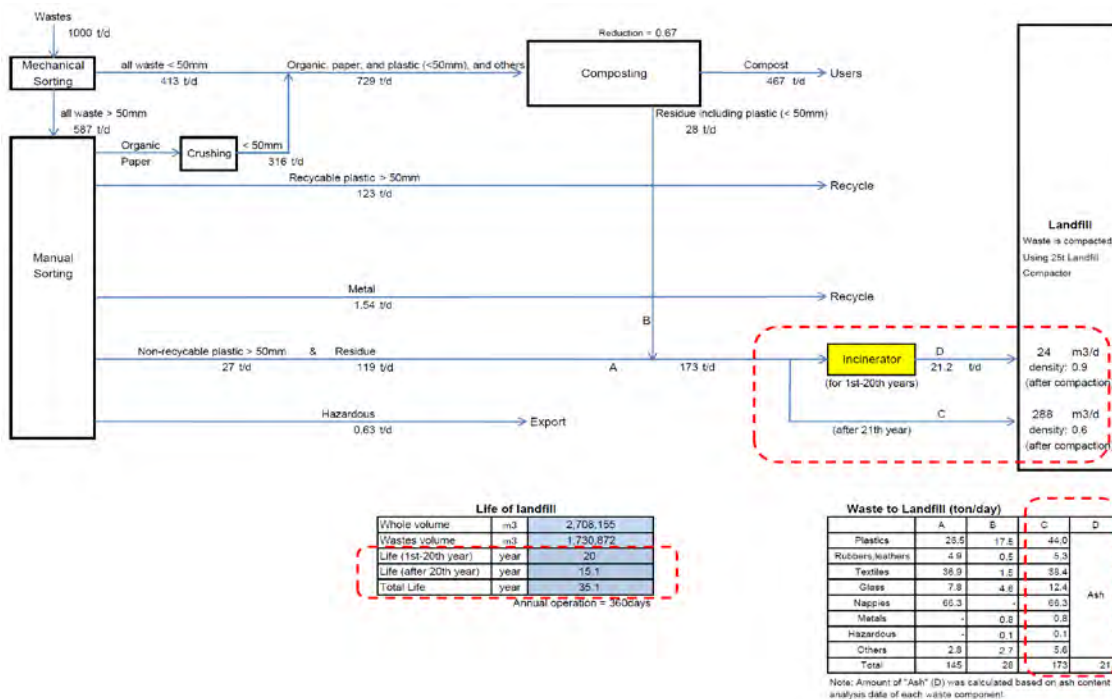 Wastes
1000 t/d
Mechanical
Sorting
all waste < 50mm
413 t/d
Organic, paper, and plastic (<50mm), and others
729 t/d
Reduction = 0.67
Composting
Compost
467 t/d
Users
all waste > 50mm
587 t/d
Organic
Paper
Crushing
< 50mm
316 t/d
Residue including plastic (< 50mm)
28 t/d
Recycable plastic > 50mm
123 t/d
Recycle
Manual
Sorting
Metal
1.54 t/d
Recycle
B
Non-recycable plastic > 50mm & Residue
27 t/d 119 t/d
A
173 t/d
Incinerator
(for 1st-20th years)
D
21.2 t/d
C
(after 21th year)
Hazardous
0.63 t/d
Export
Landfill
Waste is compacted
Using 25t Landfill
Compactor
24 m3/d
density: 0.9
(after compaction)
288 m3/d
density: 0.6
(after compaction)
Life of landfill
Whole volume m3 2,708,155
Wastes volume m3 1,730,872
Life (1st-20th year) year 20
Life (after 20th year) year 15.1
Total Life year 35.1
Annual operation = 360days
Waste to Landfill (ton/day)
A B C D
Plastics 26.5 17.5 44.0
Rubbers,leathers 4.9 0.5 5.3
Textiles 36.9 1.5 38.4
Glass 7.8 4.6 12.4
Nappies 66.3 - 66.3
Metals - 0.8 0.8
Hazardous - 0.1 0.1
Others 2.8 2.7 5.6
Ash
Total 145 28 173 21
Note: Amount of "Ash" (D) was calculated based on ash content
analysis data of each waste component